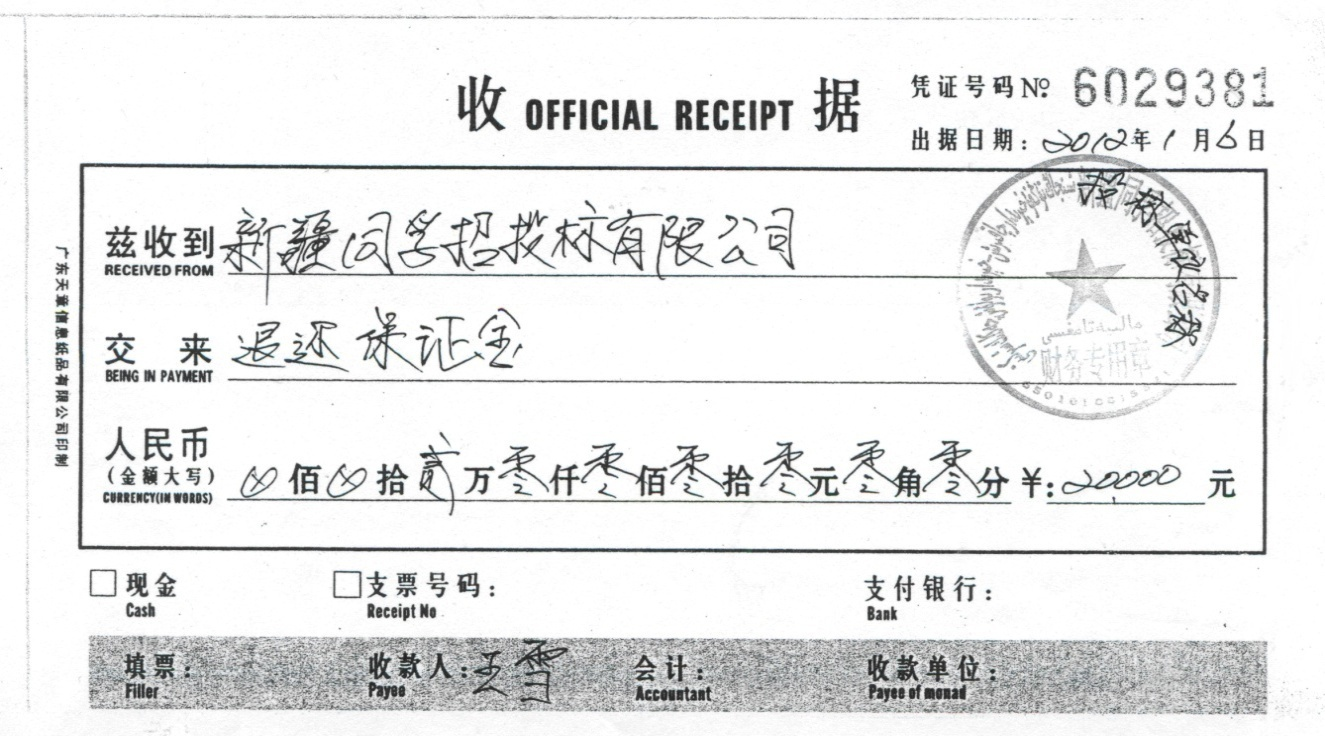 收 OFFICIAL RECEIPT 据
凭证号码 Nº 6029381
出据日期：2012年1月6日
兹收到 新疆同学招投标有限公司
RECEIVED FROM
交 来 退还保证金
BEING IN PAYMENT
人民币
(金额大写) ⊗佰⊗拾贰万零仟零佰零拾零元零角零分 ￥:20000 元
CURRENCY(IN WORDS)
财务专用章
广东天章信息纸品有限公司印制
现金 支票号码： 支付银行：
Cash Receipt No Bank
填票： 收款人：王雪 会计： 收款单位：
Filler Payee Accountant Payee of monad